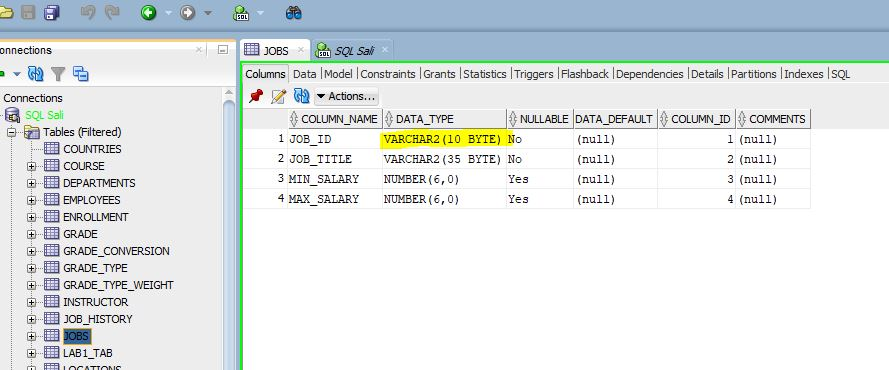 SQL
SQL
onnections
Connections
SQL Sali
Tables (Filtered)
COUNTRIES
COURSE
DEPARTMENTS
EMPLOYEES
ENROLLMENT
GRADE
GRADE_CONVERSION
GRADE_TYPE
GRADE_TYPE_WEIGHT
INSTRUCTOR
JOB_HISTORY
JOBS
LAB1_TAB
LOCATIONS
JOBS SQL Sali
Columns Data Model Constraints Grants Statistics Triggers Flashback Dependencies Details Partitions Indexes SQL
Actions...
COLUMN_NAME DATA_TYPE NULLABLE DATA_DEFAULT COLUMN_ID COMMENTS
1 JOB_ID VARCHAR2(10 BYTE) No (null) 1 (null)
2 JOB_TITLE VARCHAR2(35 BYTE) No (null) 2 (null)
3 MIN_SALARY NUMBER(6,0) Yes (null) 3 (null)
4 MAX_SALARY NUMBER(6,0) Yes (null) 4 (null)